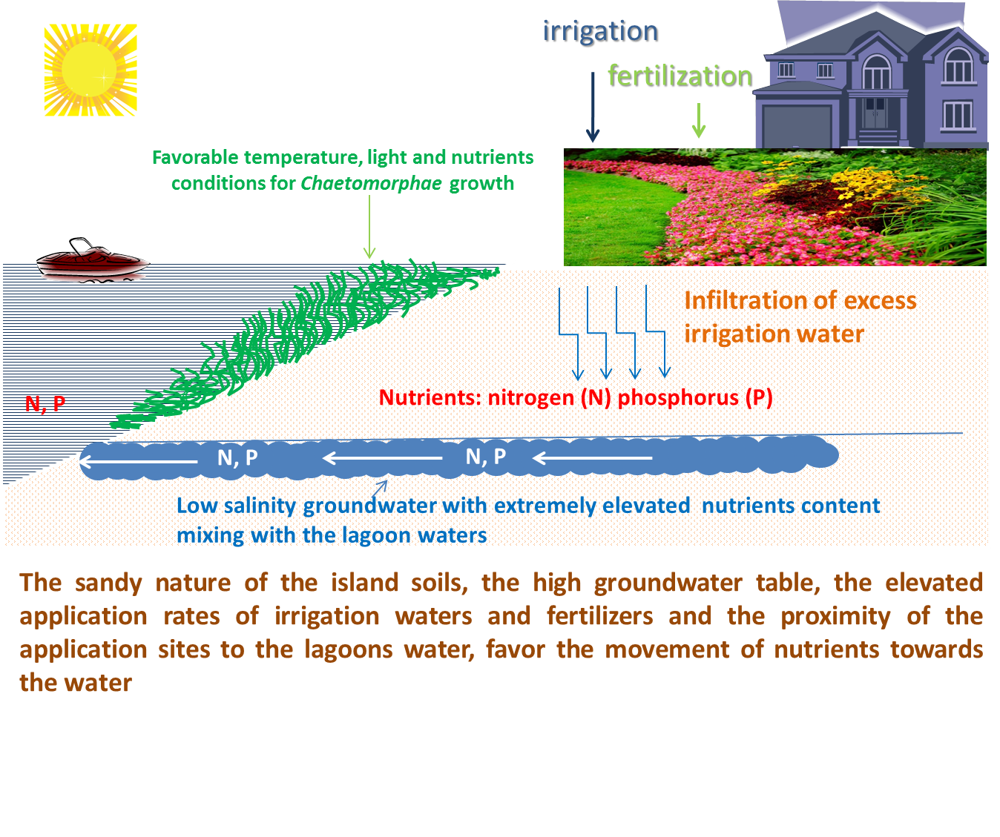 irrigation
fertilization
Favorable temperature, light and nutrients
conditions for Chaetomorphae growth
Infiltration of excess
irrigation water
Nutrients: nitrogen (N) phosphorus (P)
N, P
N, P
N, P
Low salinity groundwater with extremely elevated nutrients content
mixing with the lagoon waters
The sandy nature of the island soils, the high groundwater table, the elevated
application rates of irrigation waters and fertilizers and the proximity of the
application sites to the lagoons water, favor the movement of nutrients towards
the water